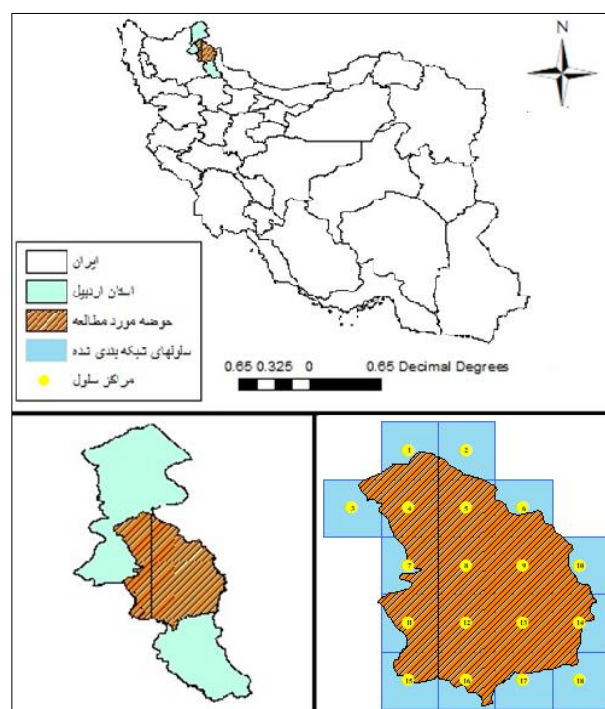 N
ایران
استان اردبیل
حوضه مورد مطالعه
سلولهای شبکه بندی شده
مراکز سلول
0.65 0.325 0 0.65 Decimal Degrees
1 2
3 4 5 6
7 8 9 10
11 12 13 14
15 16 17 18